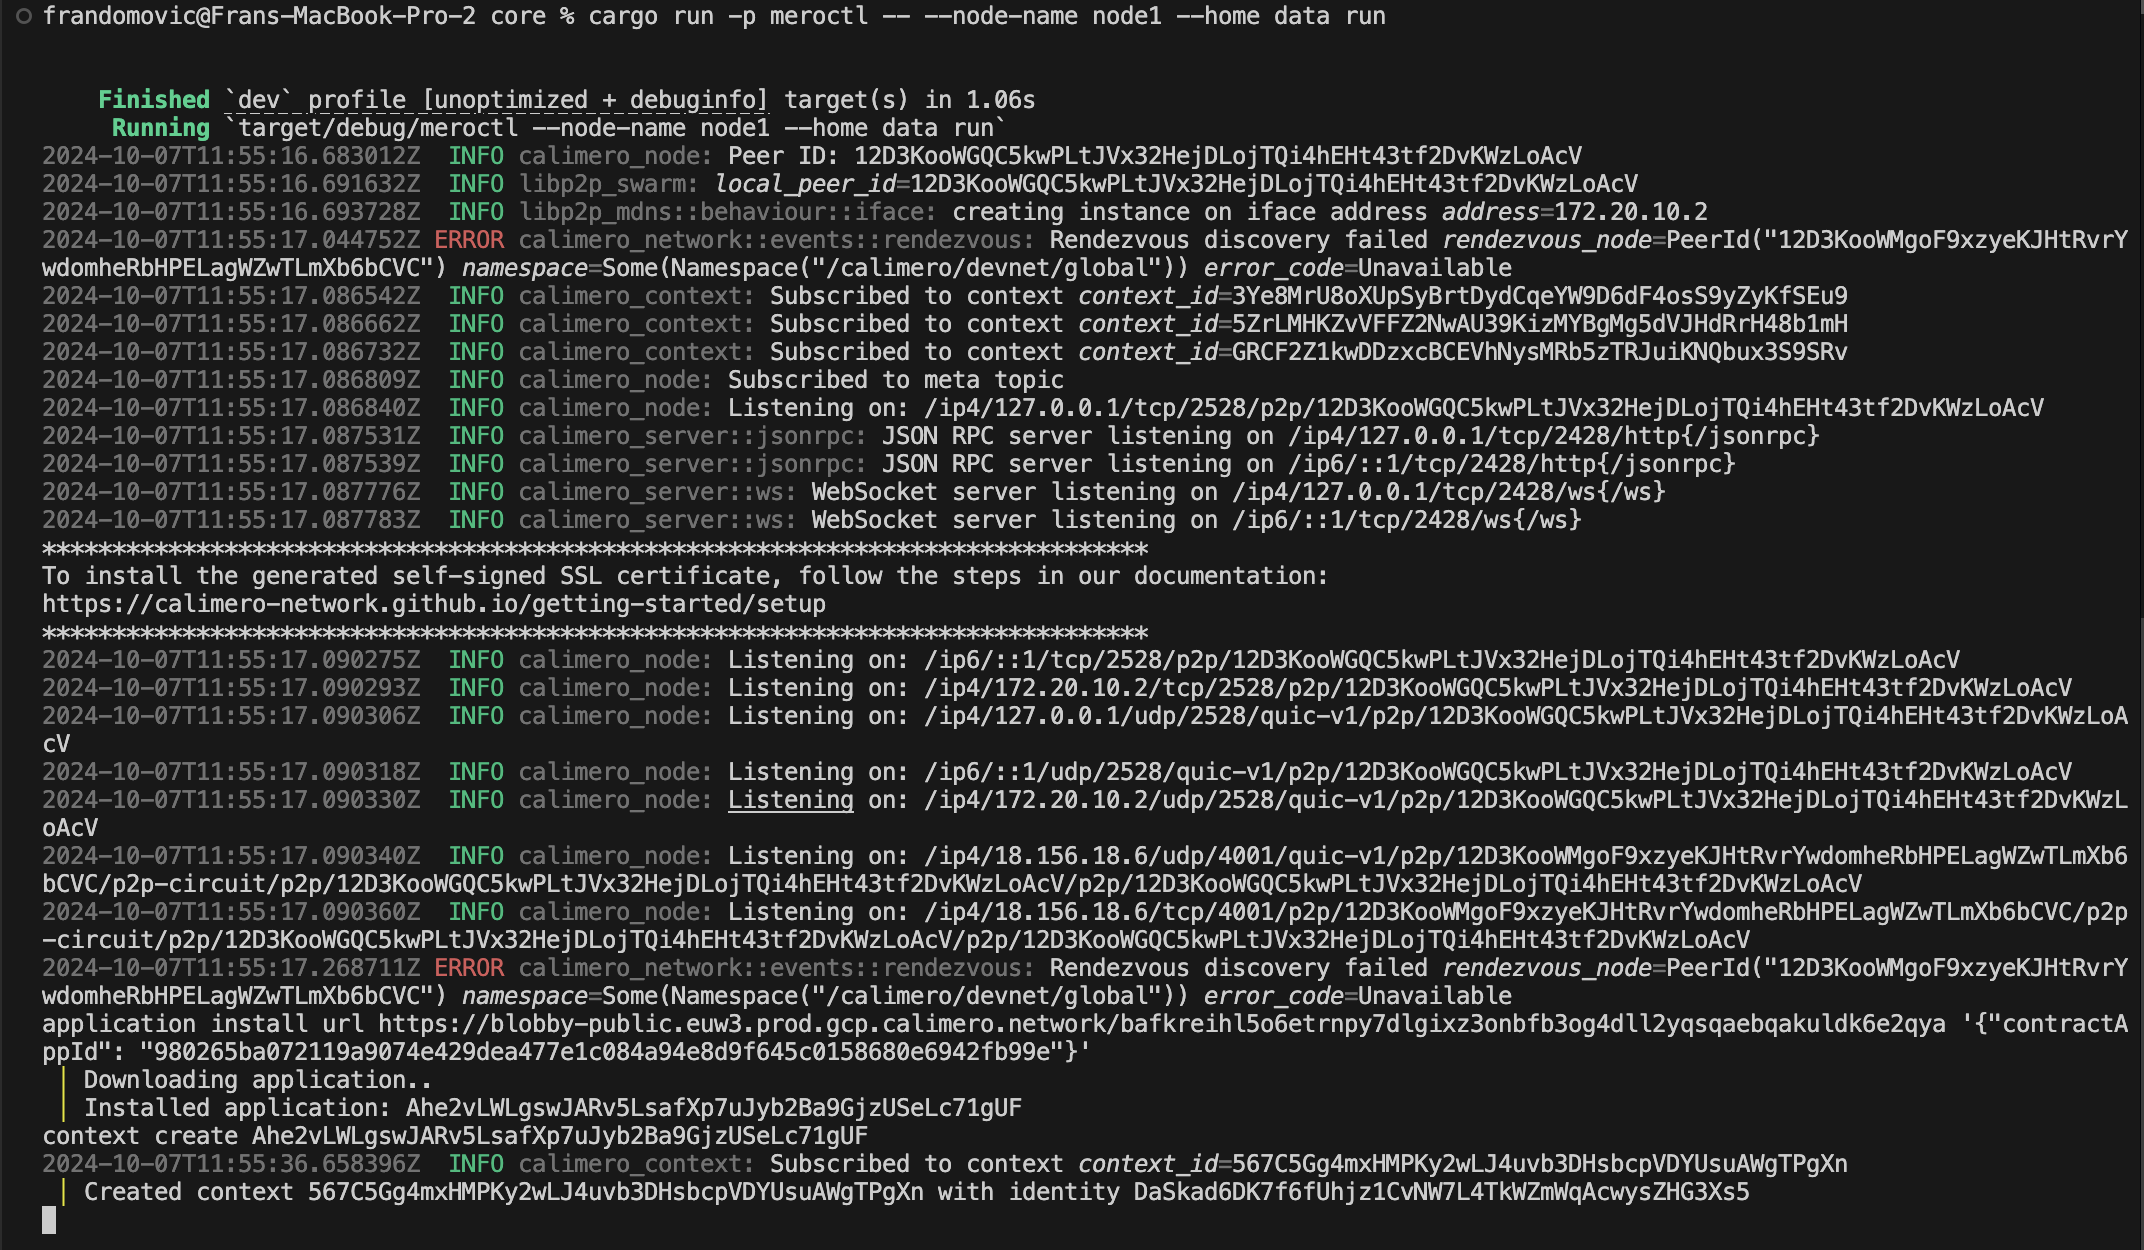 frandomovic@Frans-MacBook-Pro-2 core % cargo run -p meroctl -- --node-name node1 --home data run
Finished `dev` profile [unoptimized + debuginfo] target(s) in 1.06s
Running `target/debug/meroctl --node-name node1 --home data run`
2024-10-07T11:55:16.683012Z INFO calimero_node: Peer ID: 12D3KooWGQC5kwPLtJVx32HejDLojTQi4hEHt43tf2DvKWzLoAcV
2024-10-07T11:55:16.691632Z INFO libp2p_swarm: local_peer_id=12D3KooWGQC5kwPLtJVx32HejDLojTQi4hEHt43tf2DvKWzLoAcV
2024-10-07T11:55:16.693728Z INFO libp2p_mdns::behaviour::iface: creating instance on iface address address=172.20.10.2
2024-10-07T11:55:17.044752Z ERROR calimero_network::events::rendezvous: Rendezvous discovery failed rendezvous_node=PeerId("12D3KooWMgoF9xzyeKJHtRvrY
wdomheRbHPELagWZwTLmXb6bCVC") namespace=Some(Namespace("/calimero/devnet/global")) error_code=Unavailable
2024-10-07T11:55:17.086542Z INFO calimero_context: Subscribed to context context_id=3Ye8MrU8oXUpSyBrtDydCqeYW9D6dF4osS9yZyKfSEu9
2024-10-07T11:55:17.086662Z INFO calimero_context: Subscribed to context context_id=5ZrLMHKZvVFFZ2NwAU39KizMYBgMg5dVJHdRrH48b1mH
2024-10-07T11:55:17.086732Z INFO calimero_context: Subscribed to context context_id=GRCF2Z1kwDDzxcBCEVhNysMRb5zTRJuiKNQbux3S9SRv
2024-10-07T11:55:17.086809Z INFO calimero_node: Subscribed to meta topic
2024-10-07T11:55:17.086840Z INFO calimero_node: Listening on: /ip4/127.0.0.1/tcp/2528/p2p/12D3KooWGQC5kwPLtJVx32HejDLojTQi4hEHt43tf2DvKWzLoAcV
2024-10-07T11:55:17.087531Z INFO calimero_server::jsonrpc: JSON RPC server listening on /ip4/127.0.0.1/tcp/2428/http{/jsonrpc}
2024-10-07T11:55:17.087539Z INFO calimero_server::jsonrpc: JSON RPC server listening on /ip6/::1/tcp/2428/http{/jsonrpc}
2024-10-07T11:55:17.087776Z INFO calimero_server::ws: WebSocket server listening on /ip4/127.0.0.1/tcp/2428/ws{/ws}
2024-10-07T11:55:17.087783Z INFO calimero_server::ws: WebSocket server listening on /ip6/::1/tcp/2428/ws{/ws}
*******************************************************************************
To install the generated self-signed SSL certificate, follow the steps in our documentation:
https://calimero-network.github.io/getting-started/setup
*******************************************************************************
2024-10-07T11:55:17.090275Z INFO calimero_node: Listening on: /ip6/::1/tcp/2528/p2p/12D3KooWGQC5kwPLtJVx32HejDLojTQi4hEHt43tf2DvKWzLoAcV
2024-10-07T11:55:17.090293Z INFO calimero_node: Listening on: /ip4/172.20.10.2/tcp/2528/p2p/12D3KooWGQC5kwPLtJVx32HejDLojTQi4hEHt43tf2DvKWzLoAcV
2024-10-07T11:55:17.090306Z INFO calimero_node: Listening on: /ip4/127.0.0.1/udp/2528/quic-v1/p2p/12D3KooWGQC5kwPLtJVx32HejDLojTQi4hEHt43tf2DvKWzLoA
cV
2024-10-07T11:55:17.090318Z INFO calimero_node: Listening on: /ip6/::1/udp/2528/quic-v1/p2p/12D3KooWGQC5kwPLtJVx32HejDLojTQi4hEHt43tf2DvKWzLoAcV
2024-10-07T11:55:17.090330Z INFO calimero_node: Listening on: /ip4/172.20.10.2/udp/2528/quic-v1/p2p/12D3KooWGQC5kwPLtJVx32HejDLojTQi4hEHt43tf2DvKWzL
oAcV
2024-10-07T11:55:17.090340Z INFO calimero_node: Listening on: /ip4/18.156.18.6/udp/4001/quic-v1/p2p/12D3KooWMgoF9xzyeKJHtRvrYwdomheRbHPELagWZwTLmXb6
bCVC/p2p-circuit/p2p/12D3KooWGQC5kwPLtJVx32HejDLojTQi4hEHt43tf2DvKWzLoAcV/p2p/12D3KooWGQC5kwPLtJVx32HejDLojTQi4hEHt43tf2DvKWzLoAcV
2024-10-07T11:55:17.090360Z INFO calimero_node: Listening on: /ip4/18.156.18.6/tcp/4001/p2p/12D3KooWMgoF9xzyeKJHtRvrYwdomheRbHPELagWZwTLmXb6bCVC/p2p
-circuit/p2p/12D3KooWGQC5kwPLtJVx32HejDLojTQi4hEHt43tf2DvKWzLoAcV/p2p/12D3KooWGQC5kwPLtJVx32HejDLojTQi4hEHt43tf2DvKWzLoAcV
2024-10-07T11:55:17.268711Z ERROR calimero_network::events::rendezvous: Rendezvous discovery failed rendezvous_node=PeerId("12D3KooWMgoF9xzyeKJHtRvrY
wdomheRbHPELagWZwTLmXb6bCVC") namespace=Some(Namespace("/calimero/devnet/global")) error_code=Unavailable
application install url https://blobby-public.euw3.prod.gcp.calimero.network/bafkreihl5o6etrnpy7dlgixz3onbfb3og4dll2yqsqaebqakuldk6e2qya '{"contractA
ppId": "980265ba072119a9074e429dea477e1c084a94e8d9f645c0158680e6942fb99e"}'
Downloading application..
Installed application: Ahe2vLWLgswJARv5LsafXp7uJyb2Ba9GjzUSeLc71gUF
context create Ahe2vLWLgswJARv5LsafXp7uJyb2Ba9GjzUSeLc71gUF
2024-10-07T11:55:36.658396Z INFO calimero_context: Subscribed to context context_id=567C5Gg4mxHMPKy2wLJ4uvb3DHsbcpVDYUsuAWgTPgXn
Created context 567C5Gg4mxHMPKy2wLJ4uvb3DHsbcpVDYUsuAWgTPgXn with identity DaSkad6DK7f6fUhjz1CvNW7L4TkWZmWqAcwysZHG3Xs5